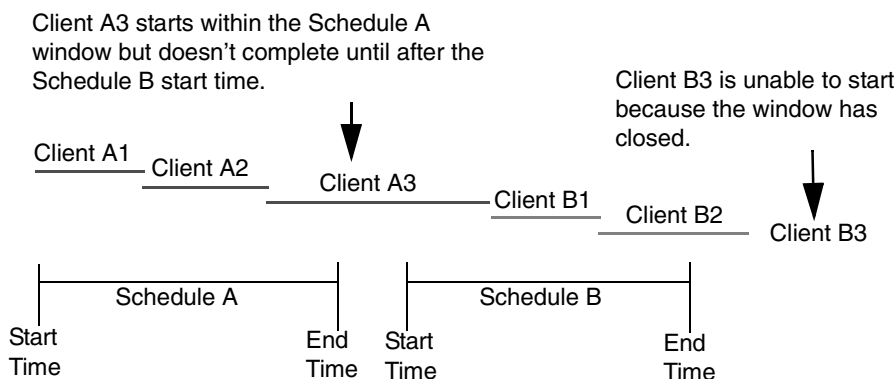 Client A3 starts within the Schedule A
window but doesn’t complete until after the
Schedule B start time.
Client B3 is unable to start
because the window has
closed.
Client A1
Client A2
Client A3
Client B1
Client B2
Client B3
Schedule A
Schedule B
Start
Time
End
Time
Start
Time
End
Time